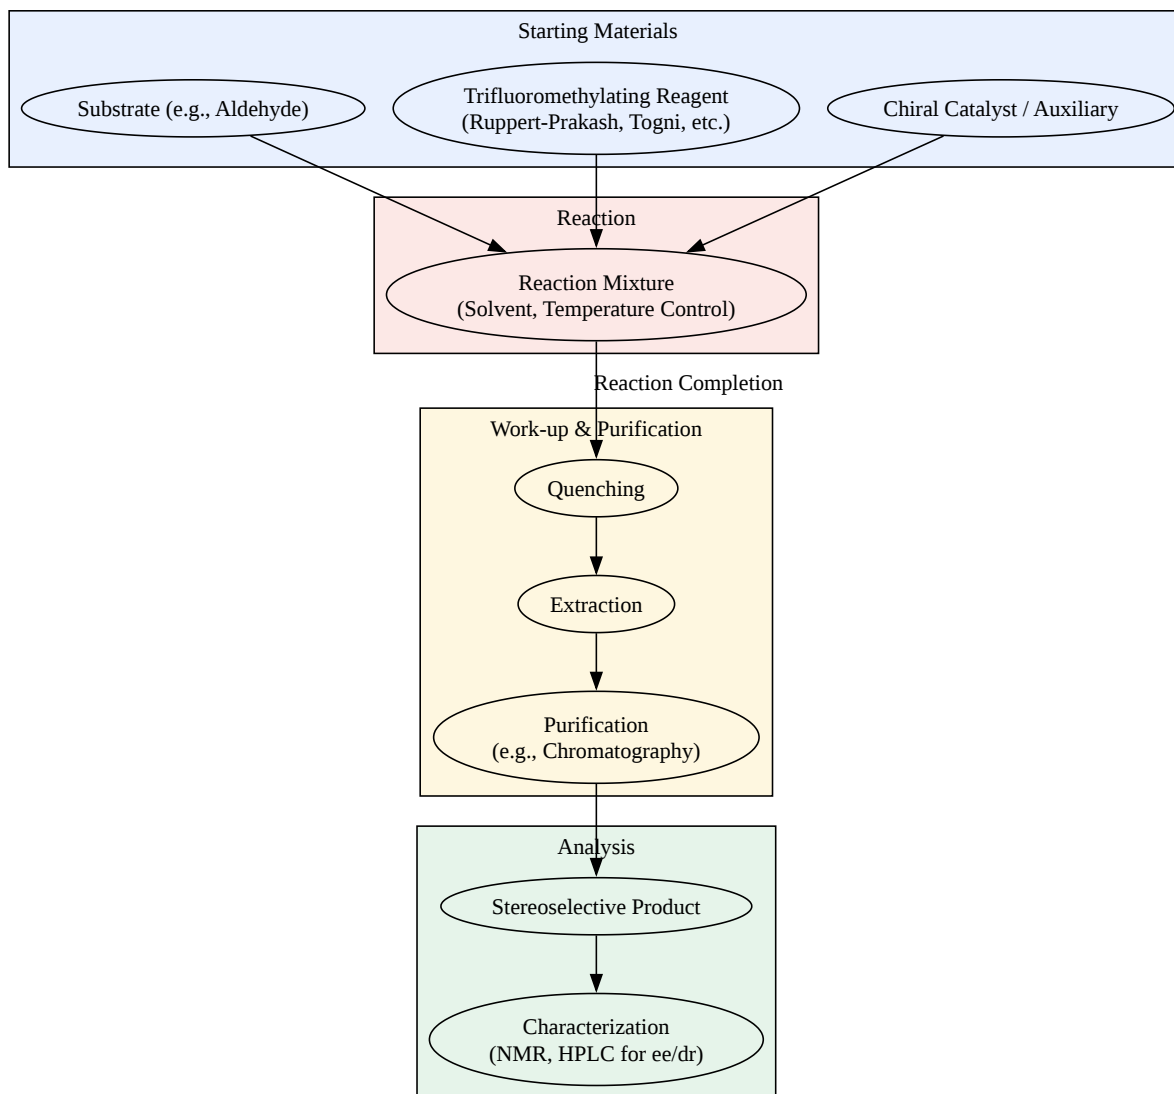 Starting Materials
Substrate (e.g., Aldehyde)
Trifluoromethylating Reagent
(Ruppert-Prakash, Togni, etc.)
Chiral Catalyst / Auxiliary
Reaction
Reaction Mixture
(Solvent, Temperature Control)
Reaction Completion
Work-up & Purification
Quenching
Extraction
Purification
(e.g., Chromatography)
Analysis
Stereoselective Product
Characterization
(NMR, HPLC for ee/dr)